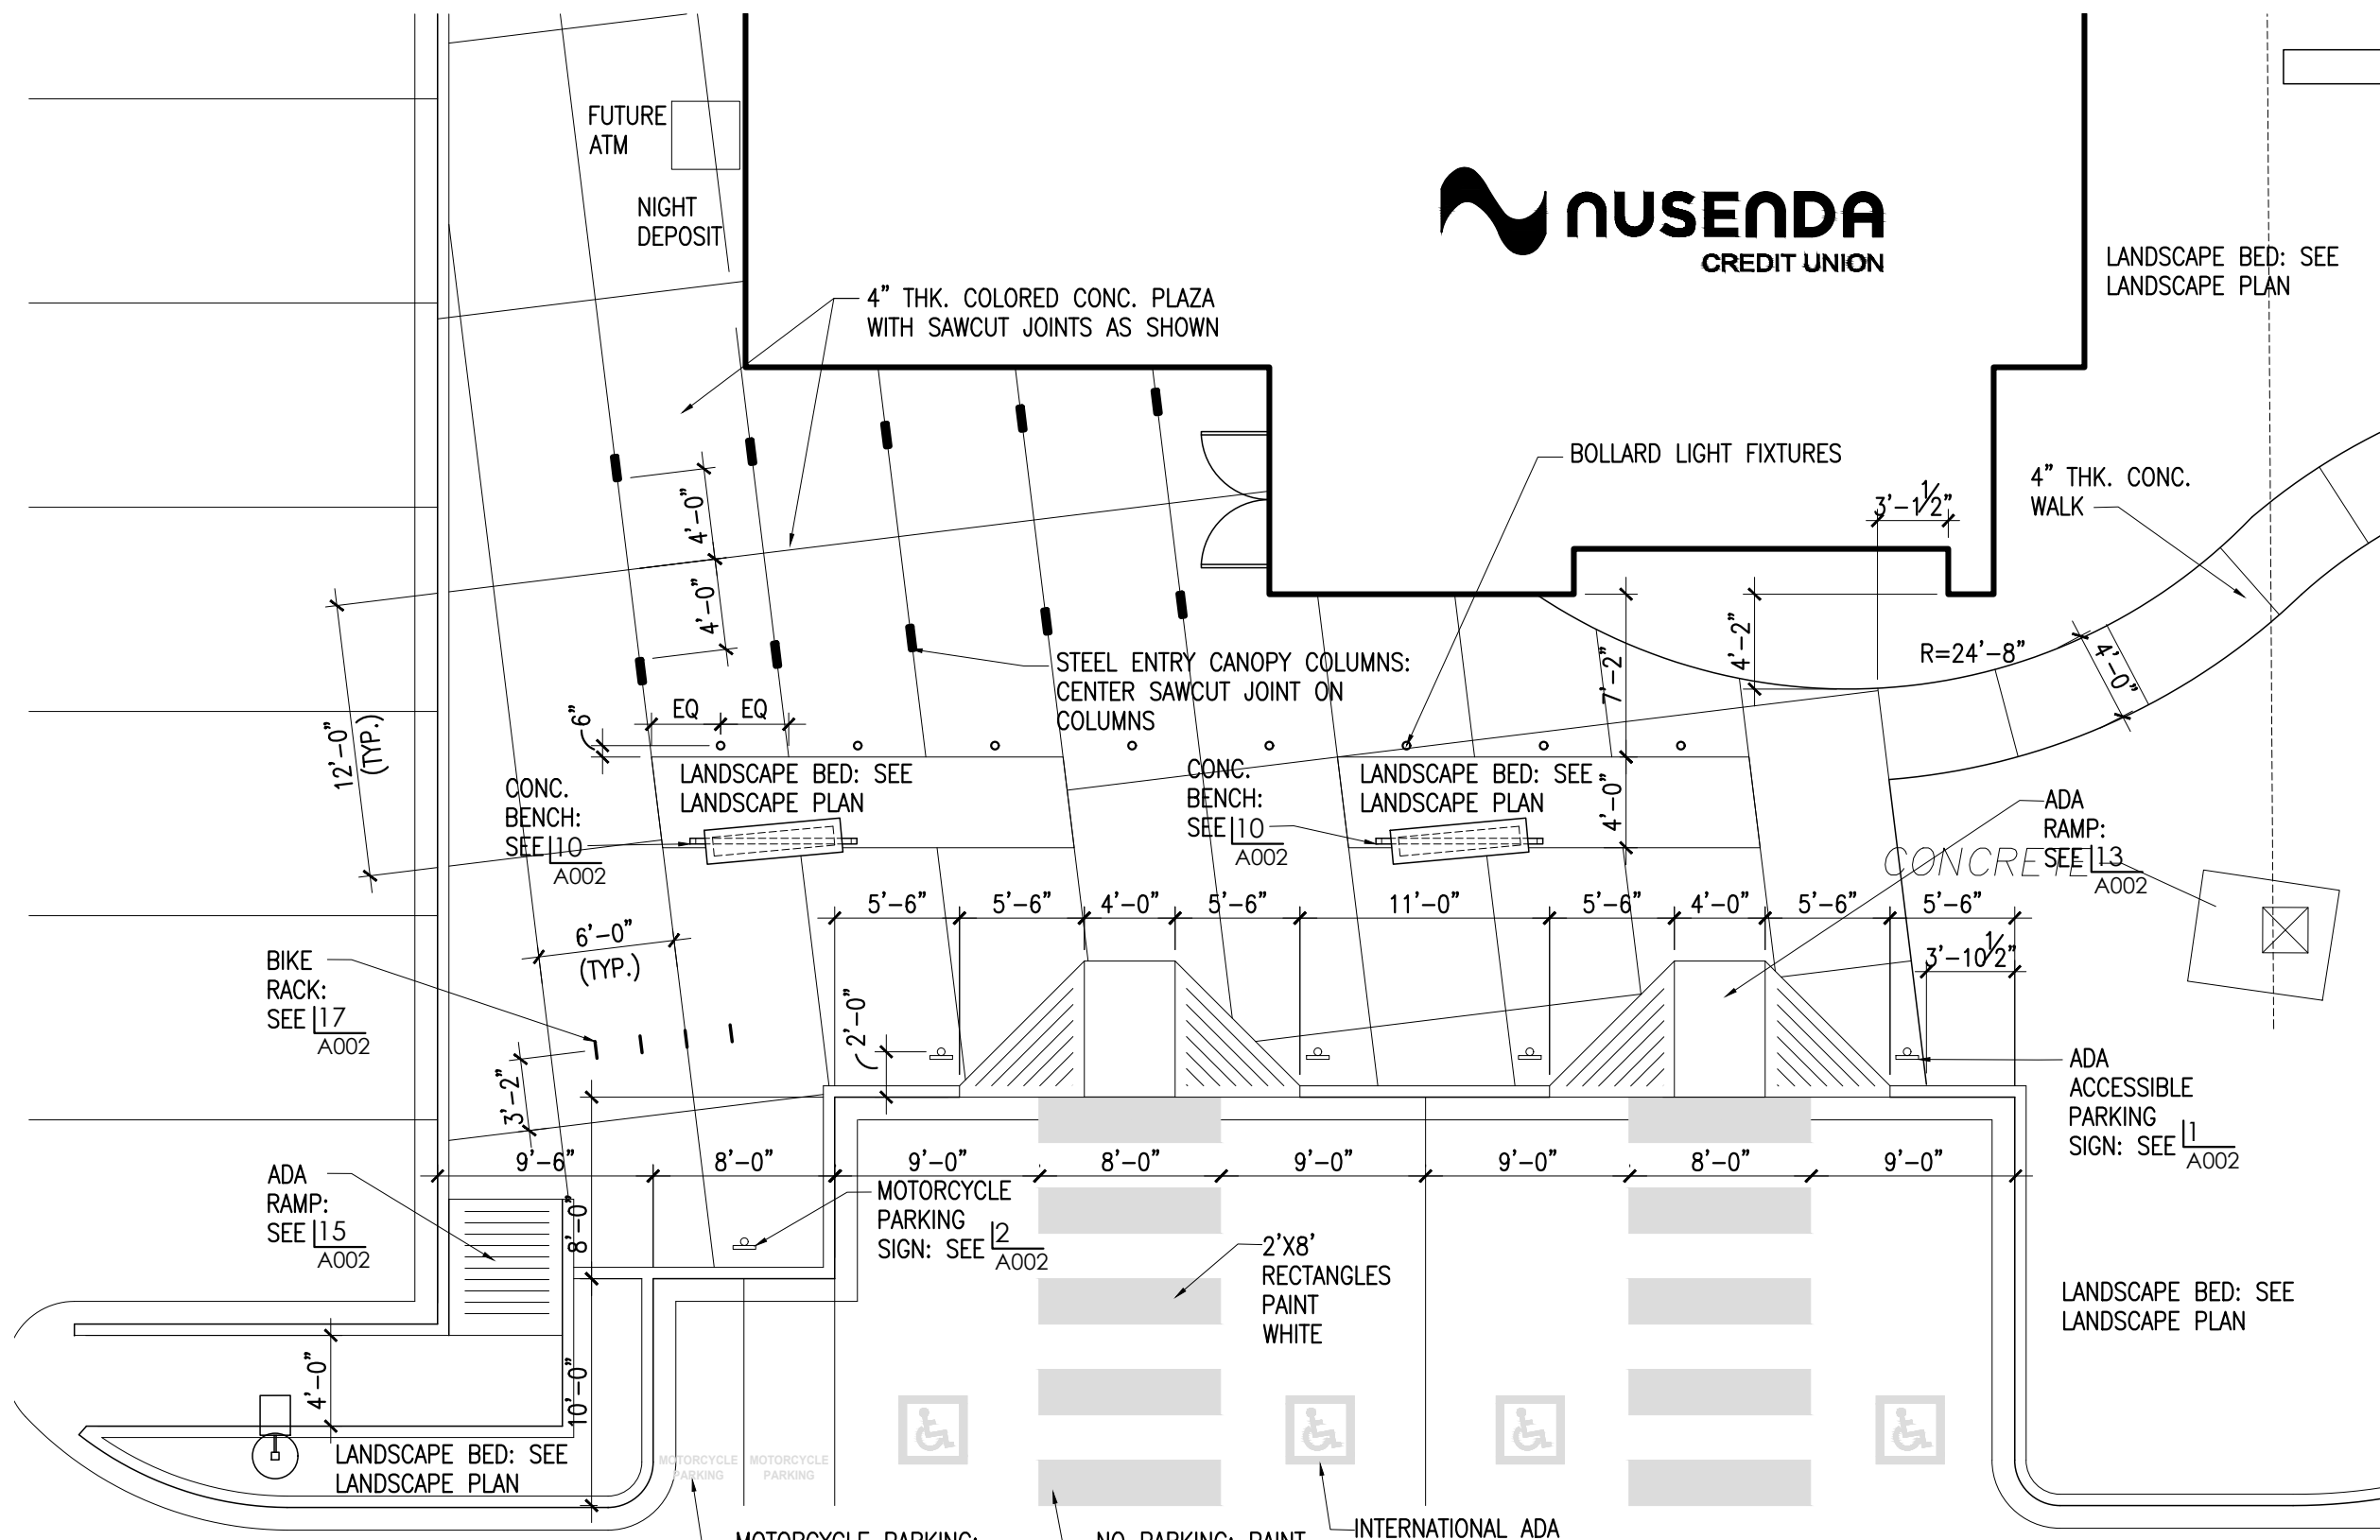 FUTURE
ATM
NIGHT
DEPOSIT
nUSEnDA
CREDIT UNION
LANDSCAPE BED: SEE
LANDSCAPE PLAN
4" THK. COLORED CONC. PLAZA
WITH SAWCUT JOINTS AS SHOWN
BOLLARD LIGHT FIXTURES
4" THK. CONC.
WALK
3'-1½"
4'-0"
4'-0"
STEEL ENTRY CANOPY COLUMNS:
CENTER SAWCUT JOINT ON
COLUMNS
7'-2"
4'-2"
R=24'-8"
4'-0"
12'-0"
(TYP.)
6"
EQ
EQ
CONC.
BENCH:
SEE 10
A002
LANDSCAPE BED: SEE
LANDSCAPE PLAN
CONC.
BENCH:
SEE 10
A002
LANDSCAPE BED: SEE
LANDSCAPE PLAN
4'-0"
ADA
RAMP:
SEE 13
A002
CONCRETE
5'-6"
5'-6"
4'-0"
5'-6"
11'-0"
5'-6"
4'-0"
5'-6"
5'-6"
3'-10½"
6'-0"
(TYP.)
BIKE
RACK:
SEE 17
A002
2'-0"
3'-2"
ADA
ACCESSIBLE
PARKING
SIGN: SEE 1
A002
9'-6"
8'-0"
9'-0"
8'-0"
9'-0"
9'-0"
8'-0"
9'-0"
ADA
RAMP:
SEE 15
A002
8'-0"
MOTORCYCLE
PARKING
SIGN: SEE 2
A002
2'X8'
RECTANGLES
PAINT
WHITE
LANDSCAPE BED: SEE
LANDSCAPE PLAN
4'-0"
10'-0"
LANDSCAPE BED: SEE
LANDSCAPE PLAN
MOTORCYCLE
PARKING
MOTORCYCLE
PARKING
MOTORCYCLE PARKING:
NO PARKING: PAINT
INTERNATIONAL ADA